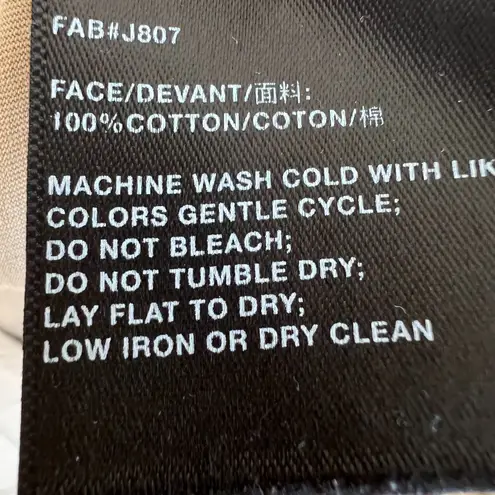 FAB#J807
FACE/DEVANT/面料:
100%COTTON/COTON/棉
MACHINE WASH COLD WITH LIK
COLORS GENTLE CYCLE;
DO NOT BLEACH;
DO NOT TUMBLE DRY;
LAY FLAT TO DRY;
LOW IRON OR DRY CLEAN